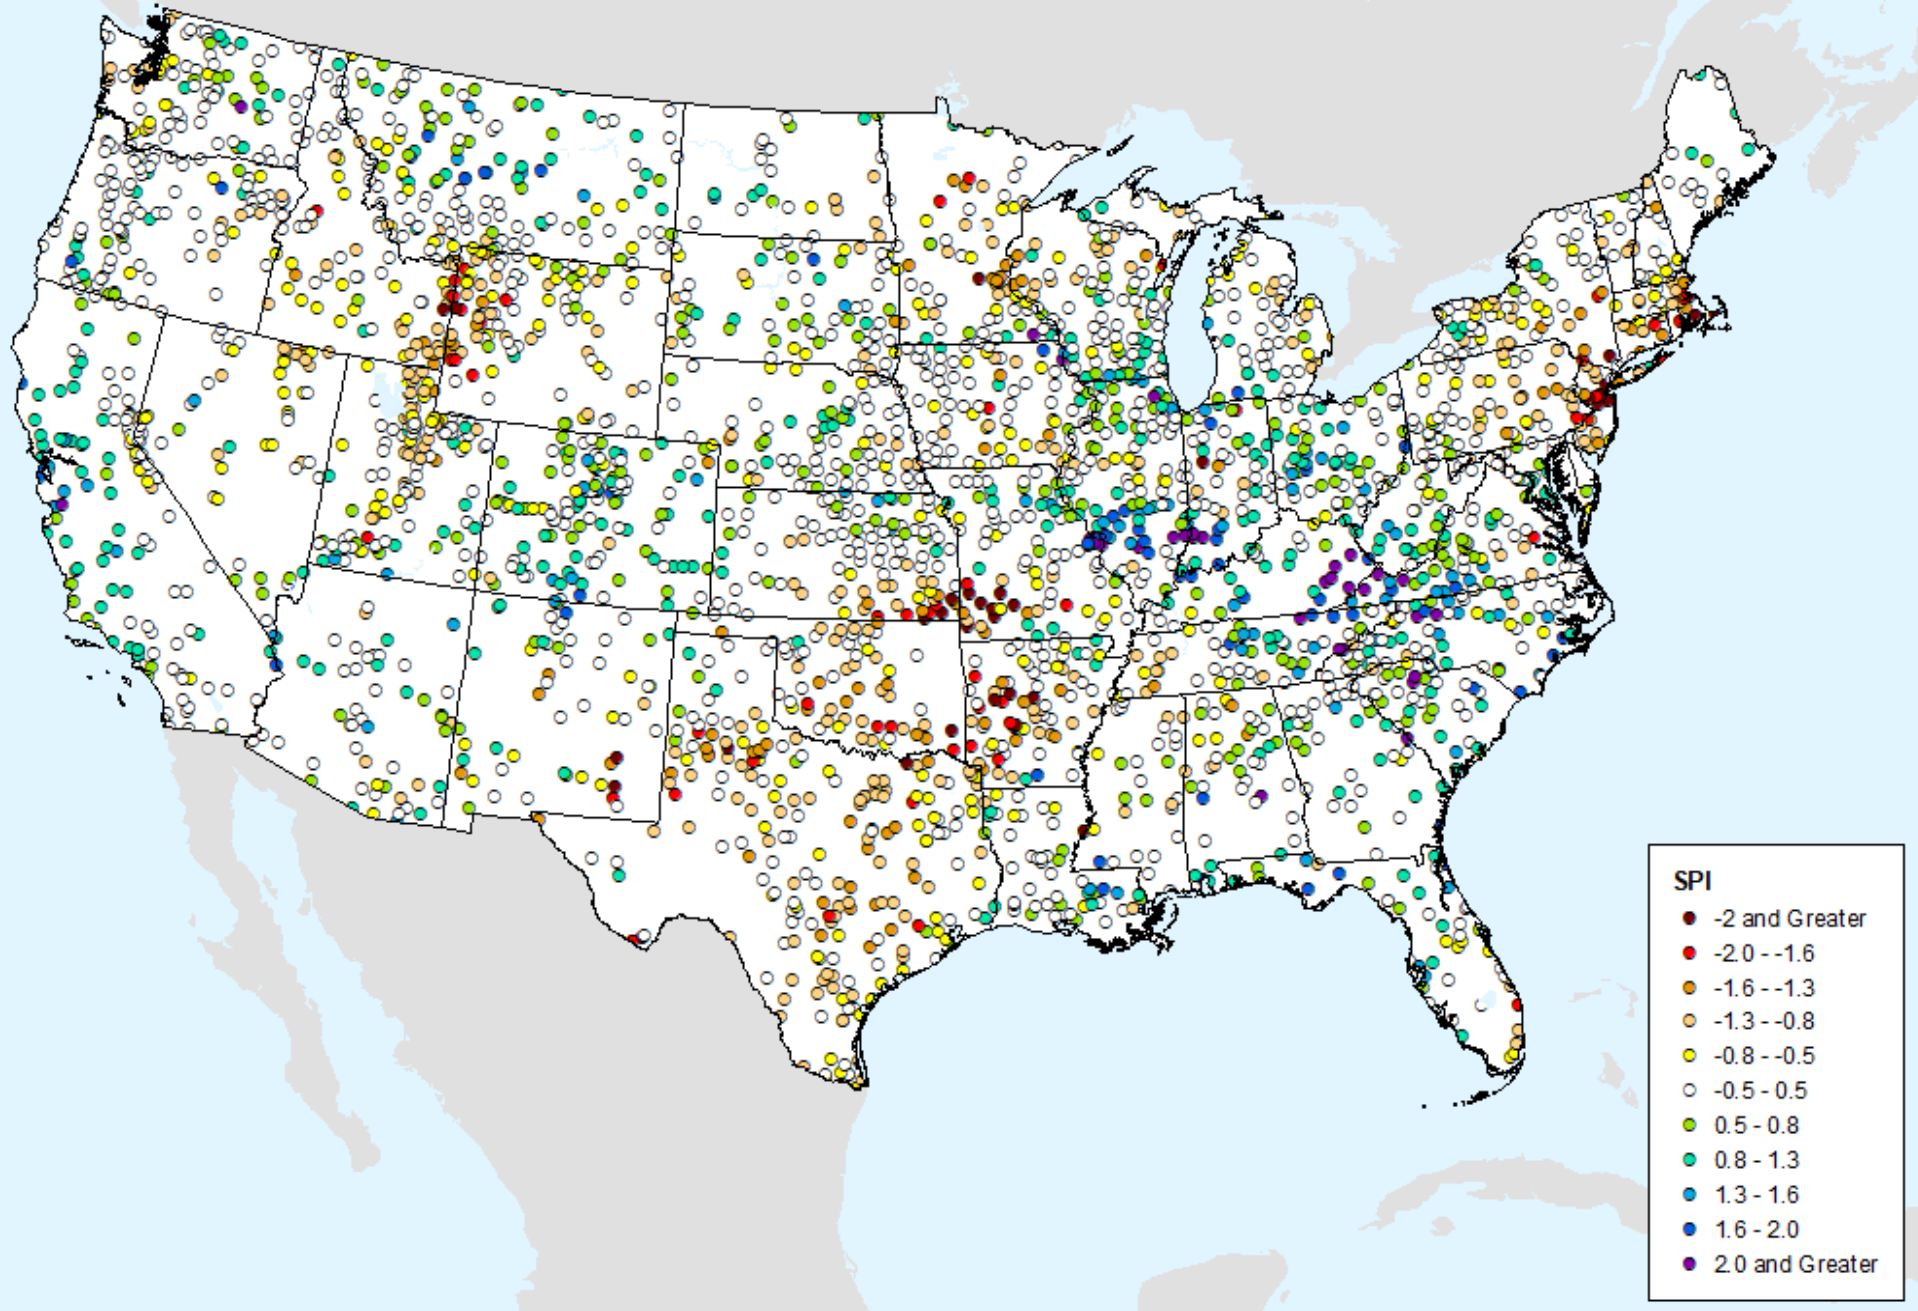 SPI
-2 and Greater
-2.0 - -1.6
-1.6 - -1.3
-1.3 - -0.8
-0.8 - -0.5
-0.5 - 0.5
0.5 - 0.8
0.8 - 1.3
1.3 - 1.6
1.6 - 2.0
2.0 and Greater